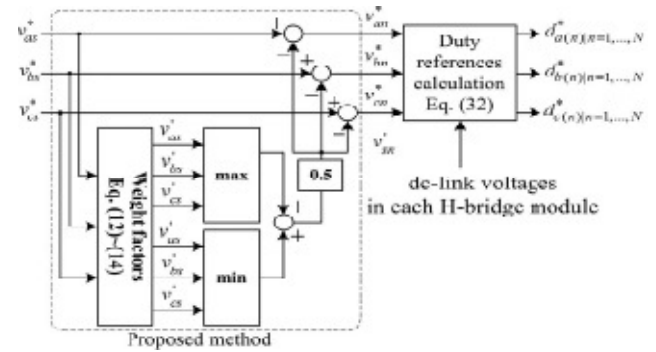 v*as
v*bs
v*cs
Weight factors
Eq. (12)~(14)
v'as
v'bs
v'cs
max
v'as
v'bs
v'cs
min
0.5
v'sn
v*an
v*bn
v*cn
Duty
references
calculation
Eq. (32)
d*a(n)|n=1,...,N
d*b(n)|n=1,...,N
d*c(n)|n=1,...,N
dc-link voltages
in each H-bridge module
Proposed method